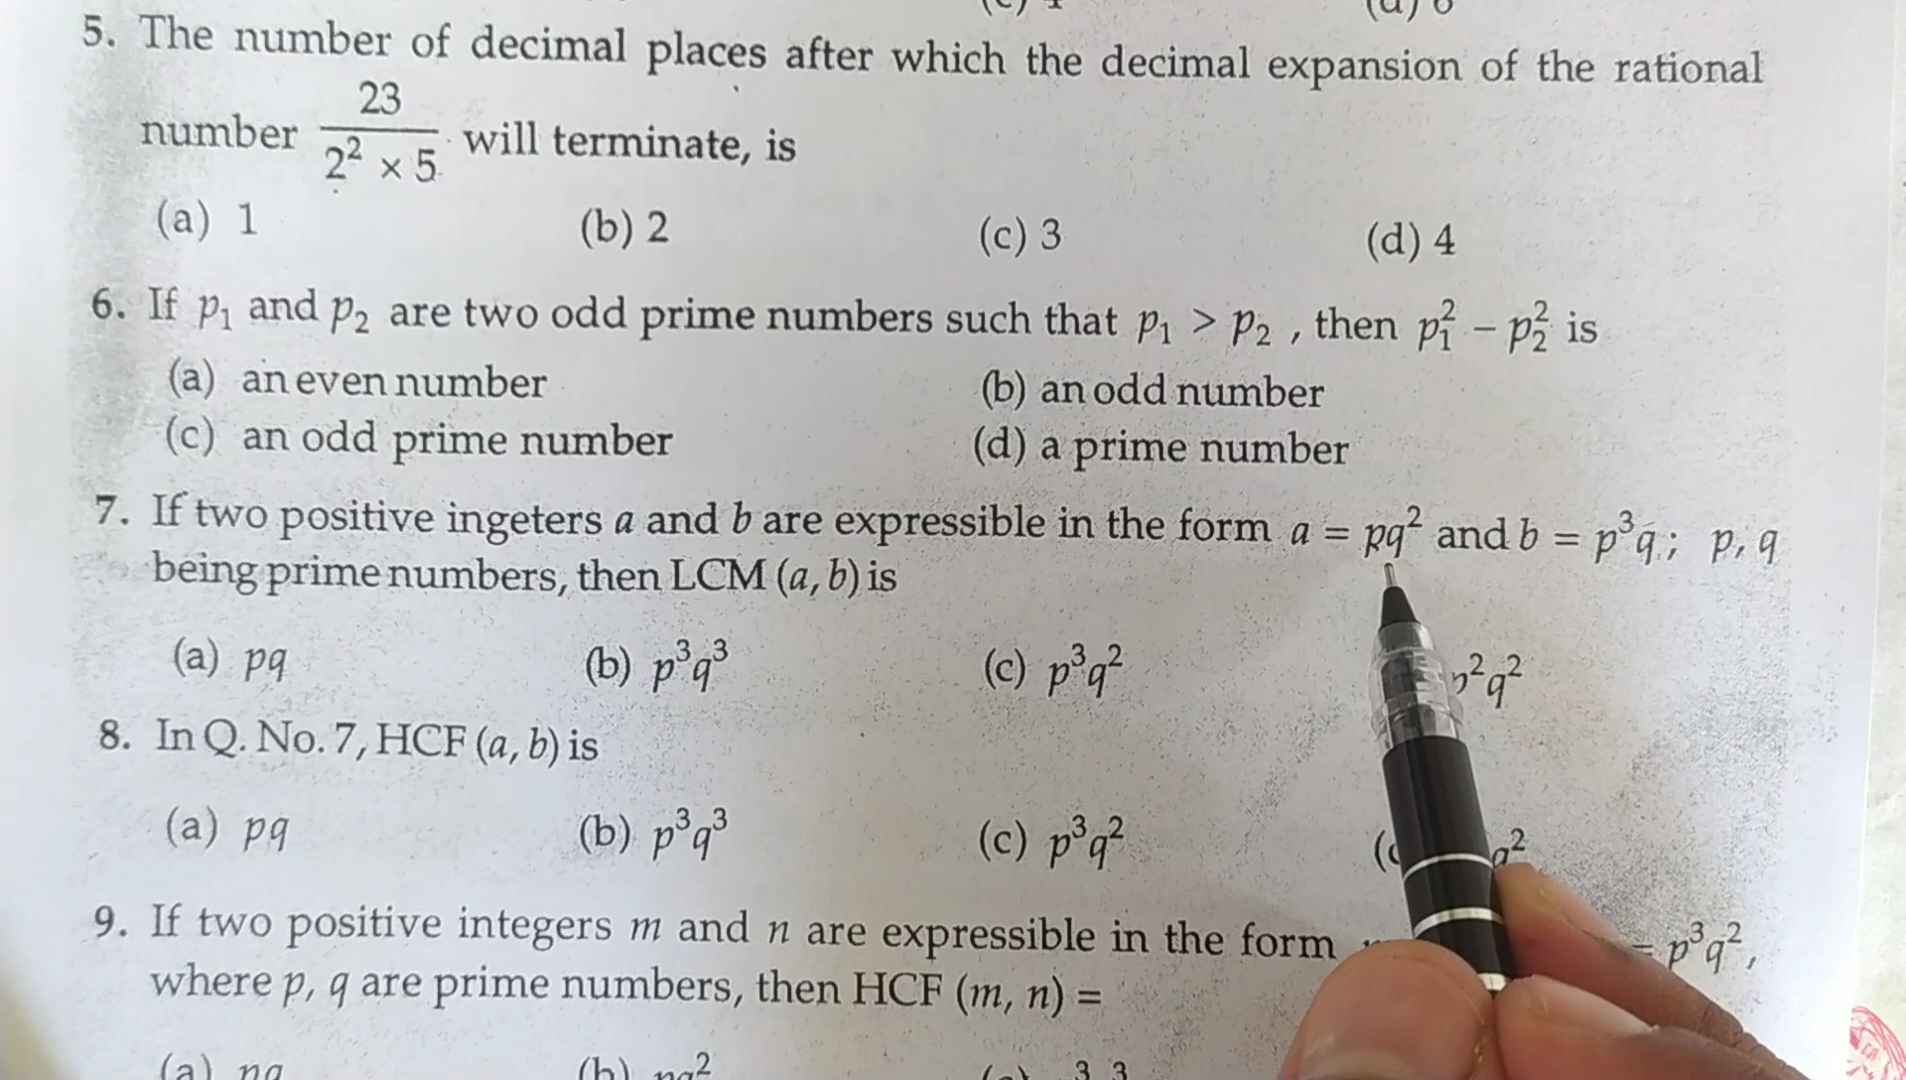 5. The number of decimal places after which the decimal expansion of the rational
number 23 / 2² × 5 will terminate, is
(a) 1 (b) 2 (c) 3 (d) 4
6. If p₁ and p₂ are two odd prime numbers such that p₁ > p₂ , then p₁² – p₂² is
(a) an even number (b) an odd number
(c) an odd prime number (d) a prime number
7. If two positive ingeters a and b are expressible in the form a = pq² and b = p³q ; p, q
being prime numbers, then LCM (a, b) is
(a) pq (b) p³q³ (c) p³q² p²q²
8. In Q. No. 7, HCF (a, b) is
(a) pq (b) p³q³ (c) p³q² q²
9. If two positive integers m and n are expressible in the form = p³q²,
where p, q are prime numbers, then HCF (m, n) =
(a) pq (b) pq² (c)